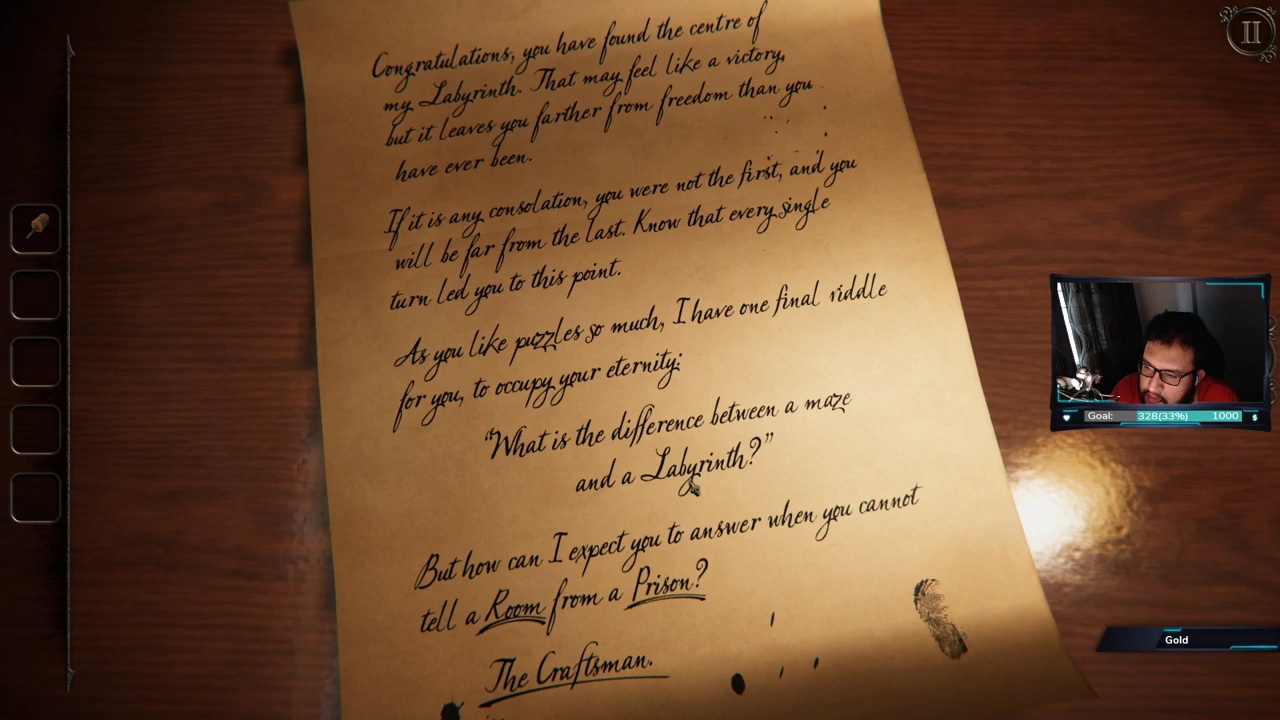 Congratulations, you have found the centre of
my Labyrinth. That may feel like a victory,
but it leaves you farther from freedom than you
have ever been.
If it is any consolation, you were not the first, and you
will be far from the last. Know that every single
turn led you to this point.
As you like puzzles so much, I have one final riddle
for you, to occupy your eternity:
“What is the difference between a maze
and a Labyrinth?”
But how can I expect you to answer when you cannot
tell a Room from a Prison?
The Craftsman.
Goal: 328(33%) 1000 $
Gold